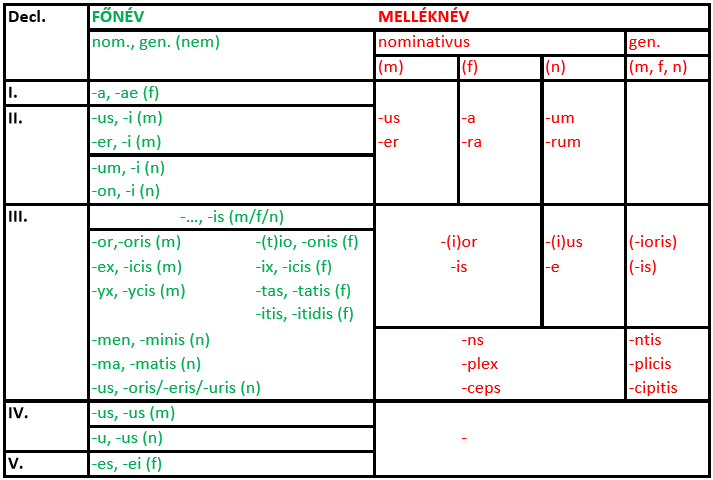 Decl. FŐNÉV MELLÉKNÉV
nom., gen. (nem) nominativus gen.
(m) (f) (n) (m, f, n)
I. -a, -ae (f)
II. -us, -i (m) -us -a -um
-er, -i (m) -er -ra -rum
-um, -i (n)
-on, -i (n)
III. -…, -is (m/f/n)
-or,-oris (m) -(t)io, -onis (f) -(i)or -(i)us (-ioris)
-ex, -icis (m) -ix, -icis (f) -is -e (-is)
-yx, -ycis (m) -tas, -tatis (f)
-itis, -itidis (f)
-men, -minis (n) -ns -ntis
-ma, -matis (n) -plex -plicis
-us, -oris/-eris/-uris (n) -ceps -cipitis
IV. -us, -us (m)
-u, -us (n) -
V. -es, -ei (f)